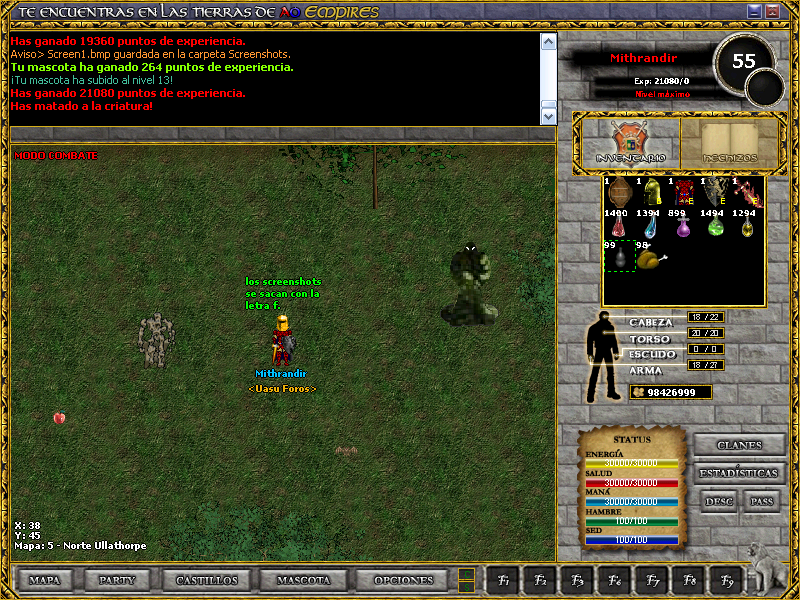 TE ENCUENTRAS EN LAS TIERRAS DE AO EMPIRES
Has ganado 19360 puntos de experiencia.
Aviso> Screen1.bmp guardada en la carpeta Screenshots.
Tu mascota ha ganado 264 puntos de experiencia.
¡Tu mascota ha subido al nivel 13!
Has ganado 21080 puntos de experiencia.
Has matado a la criatura!
Mithrandir
55
Exp: 21080/0
Nivel máximo
INVENTARIO
HECHIZOS
MODO COMBATE
1 1 1 1 1
E E E E
1400 1394 899 1494 1294
99 98
los screenshots
se sacan con la
letra f.
Mithrandir
<Uasu Foros>
CABEZA 18 / 22
TORSO 20 / 20
ESCUDO 0 / 0
ARMA 18 / 27
98426999
STATUS
ENERGÍA
30000/30000
SALUD
30000/30000
MANÁ
30000/30000
HAMBRE
100/100
SED
100/100
CLANES
ESTADÍSTICAS
DESC PASS
X: 38
Y: 45
Mapa: 5 - Norte Ullathorpe
MAPA PARTY CASTILLOS MASCOTA OPCIONES F1 F2 F3 F6 F7 F8 F9